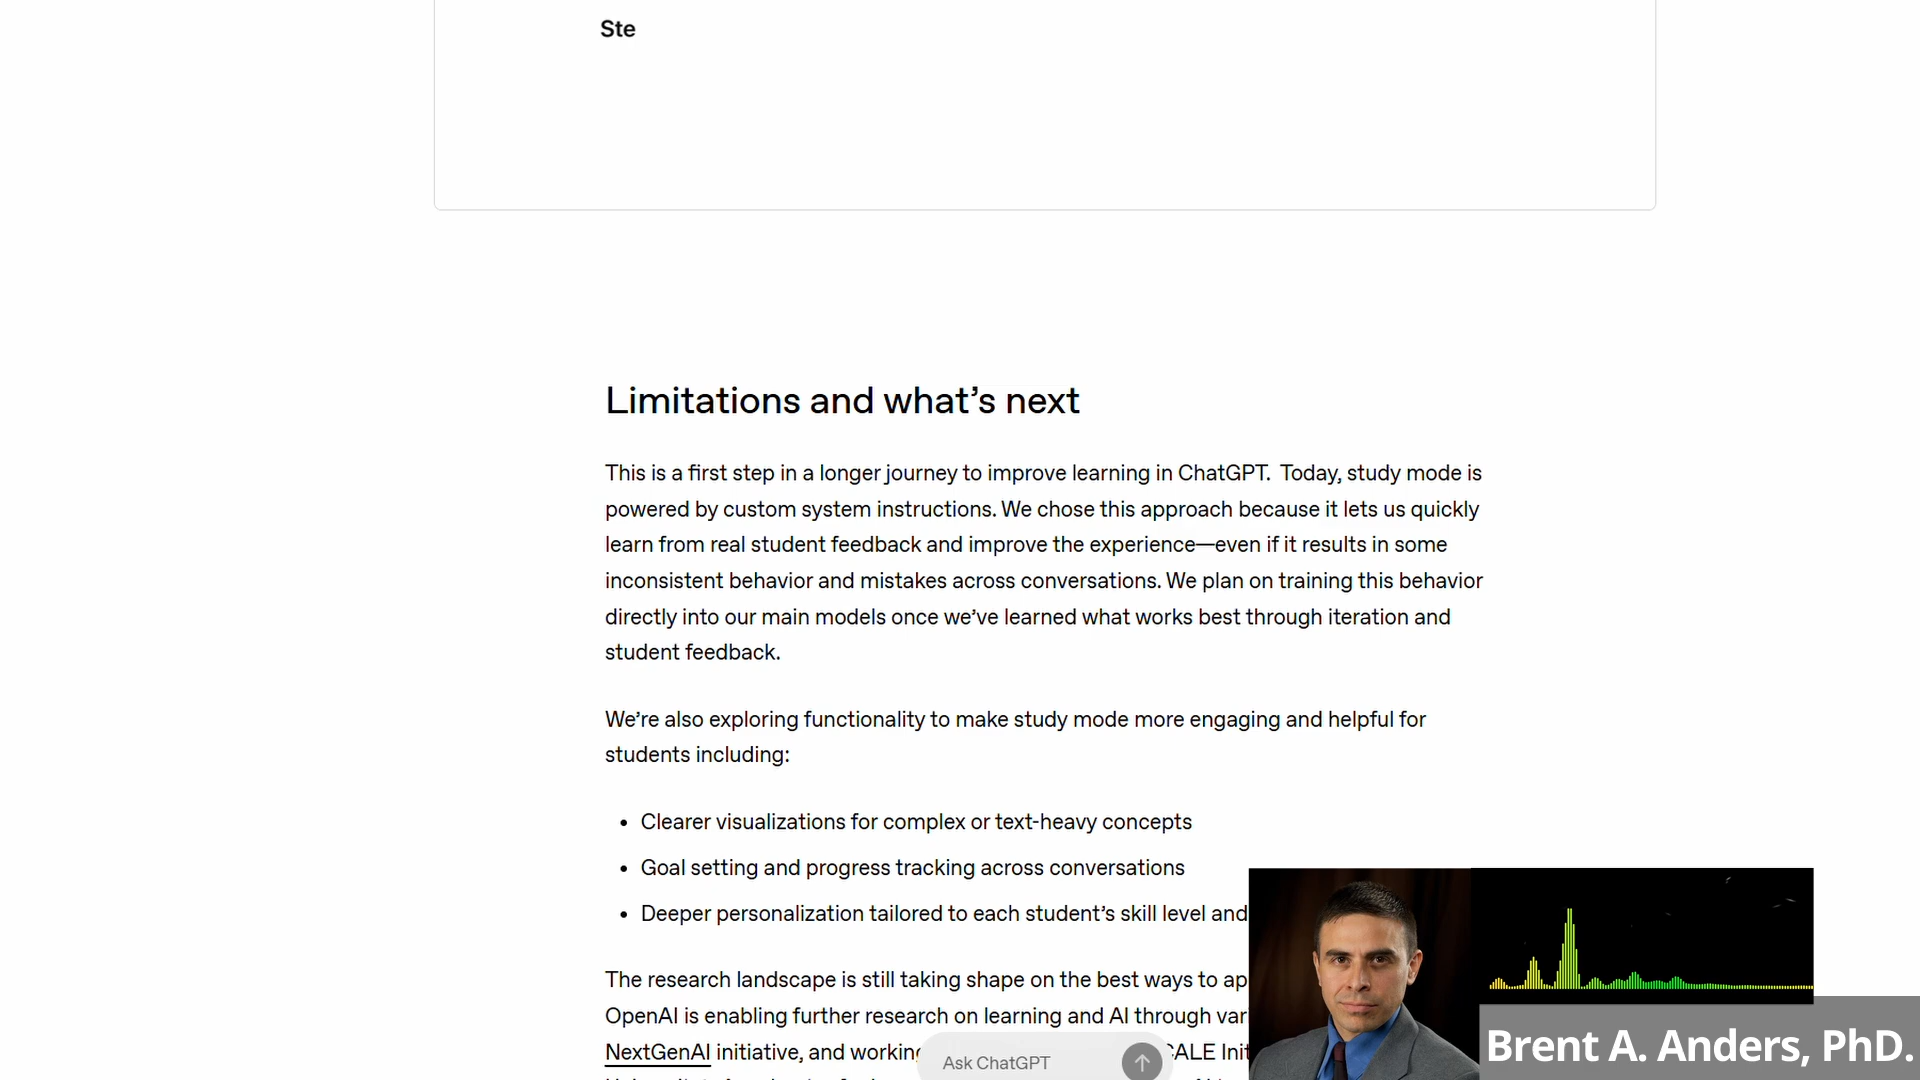 Ste
Limitations and what’s next
This is a first step in a longer journey to improve learning in ChatGPT.  Today, study mode is
powered by custom system instructions. We chose this approach because it lets us quickly
learn from real student feedback and improve the experience—even if it results in some
inconsistent behavior and mistakes across conversations. We plan on training this behavior
directly into our main models once we’ve learned what works best through iteration and
student feedback.
We’re also exploring functionality to make study mode more engaging and helpful for
students including:
• Clearer visualizations for complex or text-heavy concepts
• Goal setting and progress tracking across conversations
• Deeper personalization tailored to each student’s skill level and
The research landscape is still taking shape on the best ways to ap
OpenAI is enabling further research on learning and AI through vari
NextGenAI initiative, and working
Ask ChatGPT
Brent A. Anders, PhD.